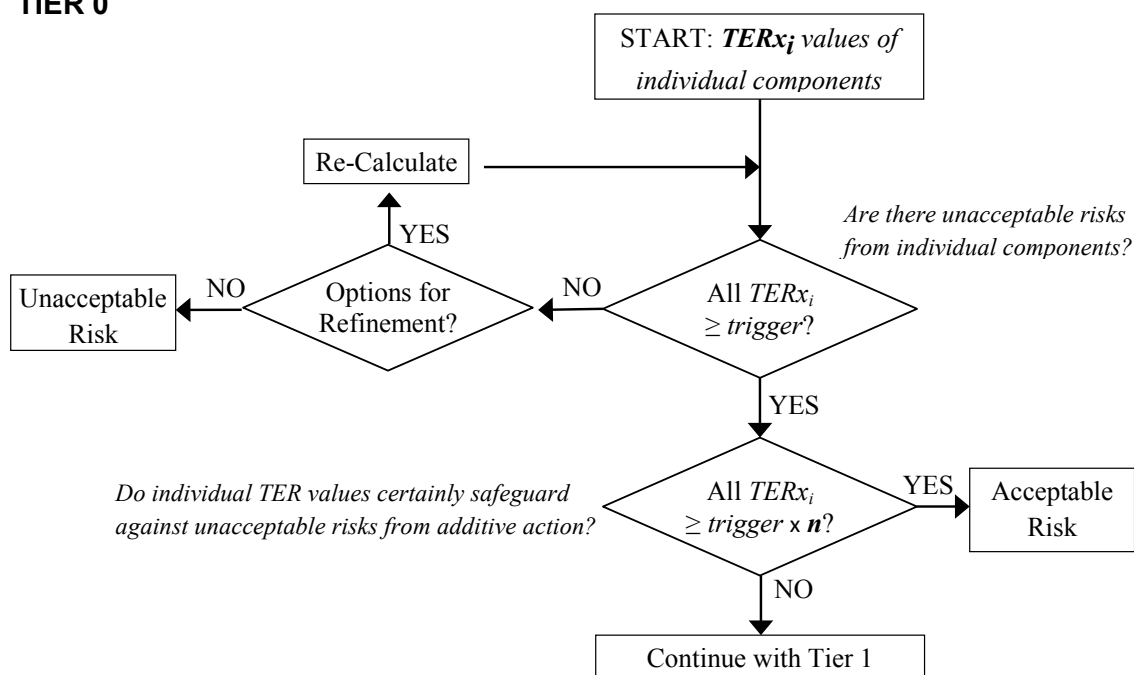 TIER 0
START: TERxi values of
individual components
Re-Calculate
YES
Are there unacceptable risks
from individual components?
Unacceptable
Risk
NO
Options for
Refinement?
NO
All TERxi
≥ trigger?
YES
Do individual TER values certainly safeguard
against unacceptable risks from additive action?
All TERxi
≥ trigger x n?
YES
Acceptable
Risk
NO
Continue with Tier 1